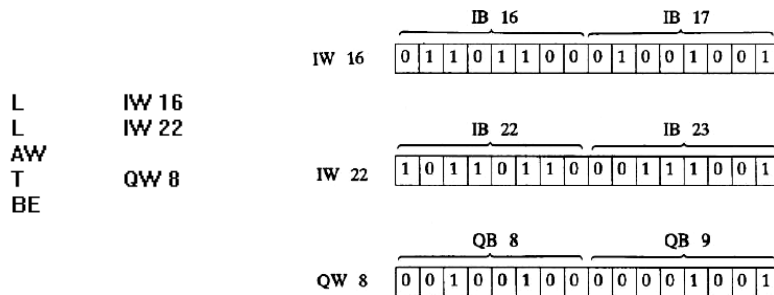 L IW 16
L IW 22
AW
T QW 8
BE
IB 16 IB 17
IW 16 0 1 1 0 1 1 0 0 0 1 0 0 1 0 0 1
IB 22 IB 23
IW 22 1 0 1 1 0 1 1 0 0 0 1 1 1 0 0 1
QB 8 QB 9
QW 8 0 0 1 0 0 1 0 0 0 0 0 0 1 0 0 1